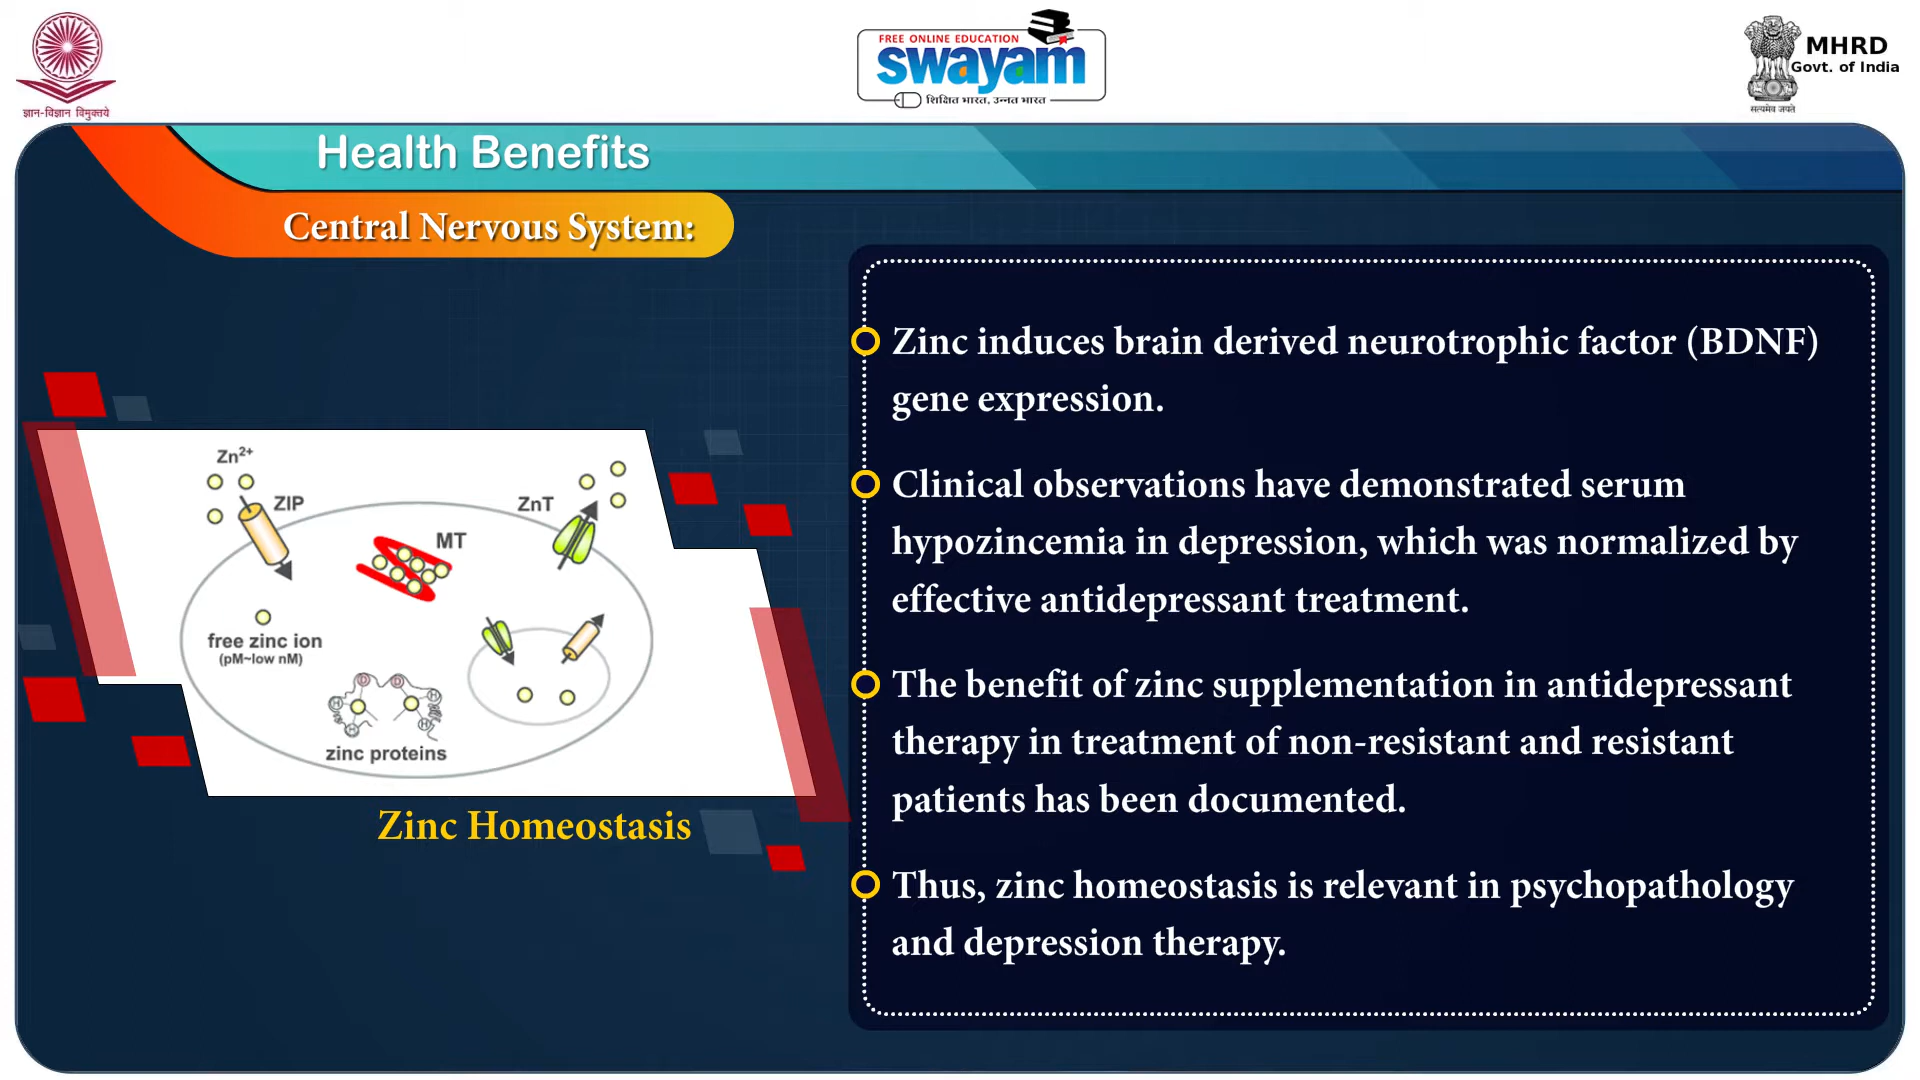 ज्ञान-विज्ञान विमुक्तये
FREE ONLINE EDUCATION
swayam
शिक्षित भारत, उन्नत भारत
MHRD
Govt. of India
सत्यमेव जयते
Health Benefits
Central Nervous System:
Zn2+
ZIP
ZnT
MT
free zinc ion
(pM~low nM)
zinc proteins
Zinc Homeostasis
Zinc induces brain derived neurotrophic factor (BDNF)
gene expression.
Clinical observations have demonstrated serum
hypozincemia in depression, which was normalized by
effective antidepressant treatment.
The benefit of zinc supplementation in antidepressant
therapy in treatment of non-resistant and resistant
patients has been documented.
Thus, zinc homeostasis is relevant in psychopathology
and depression therapy.